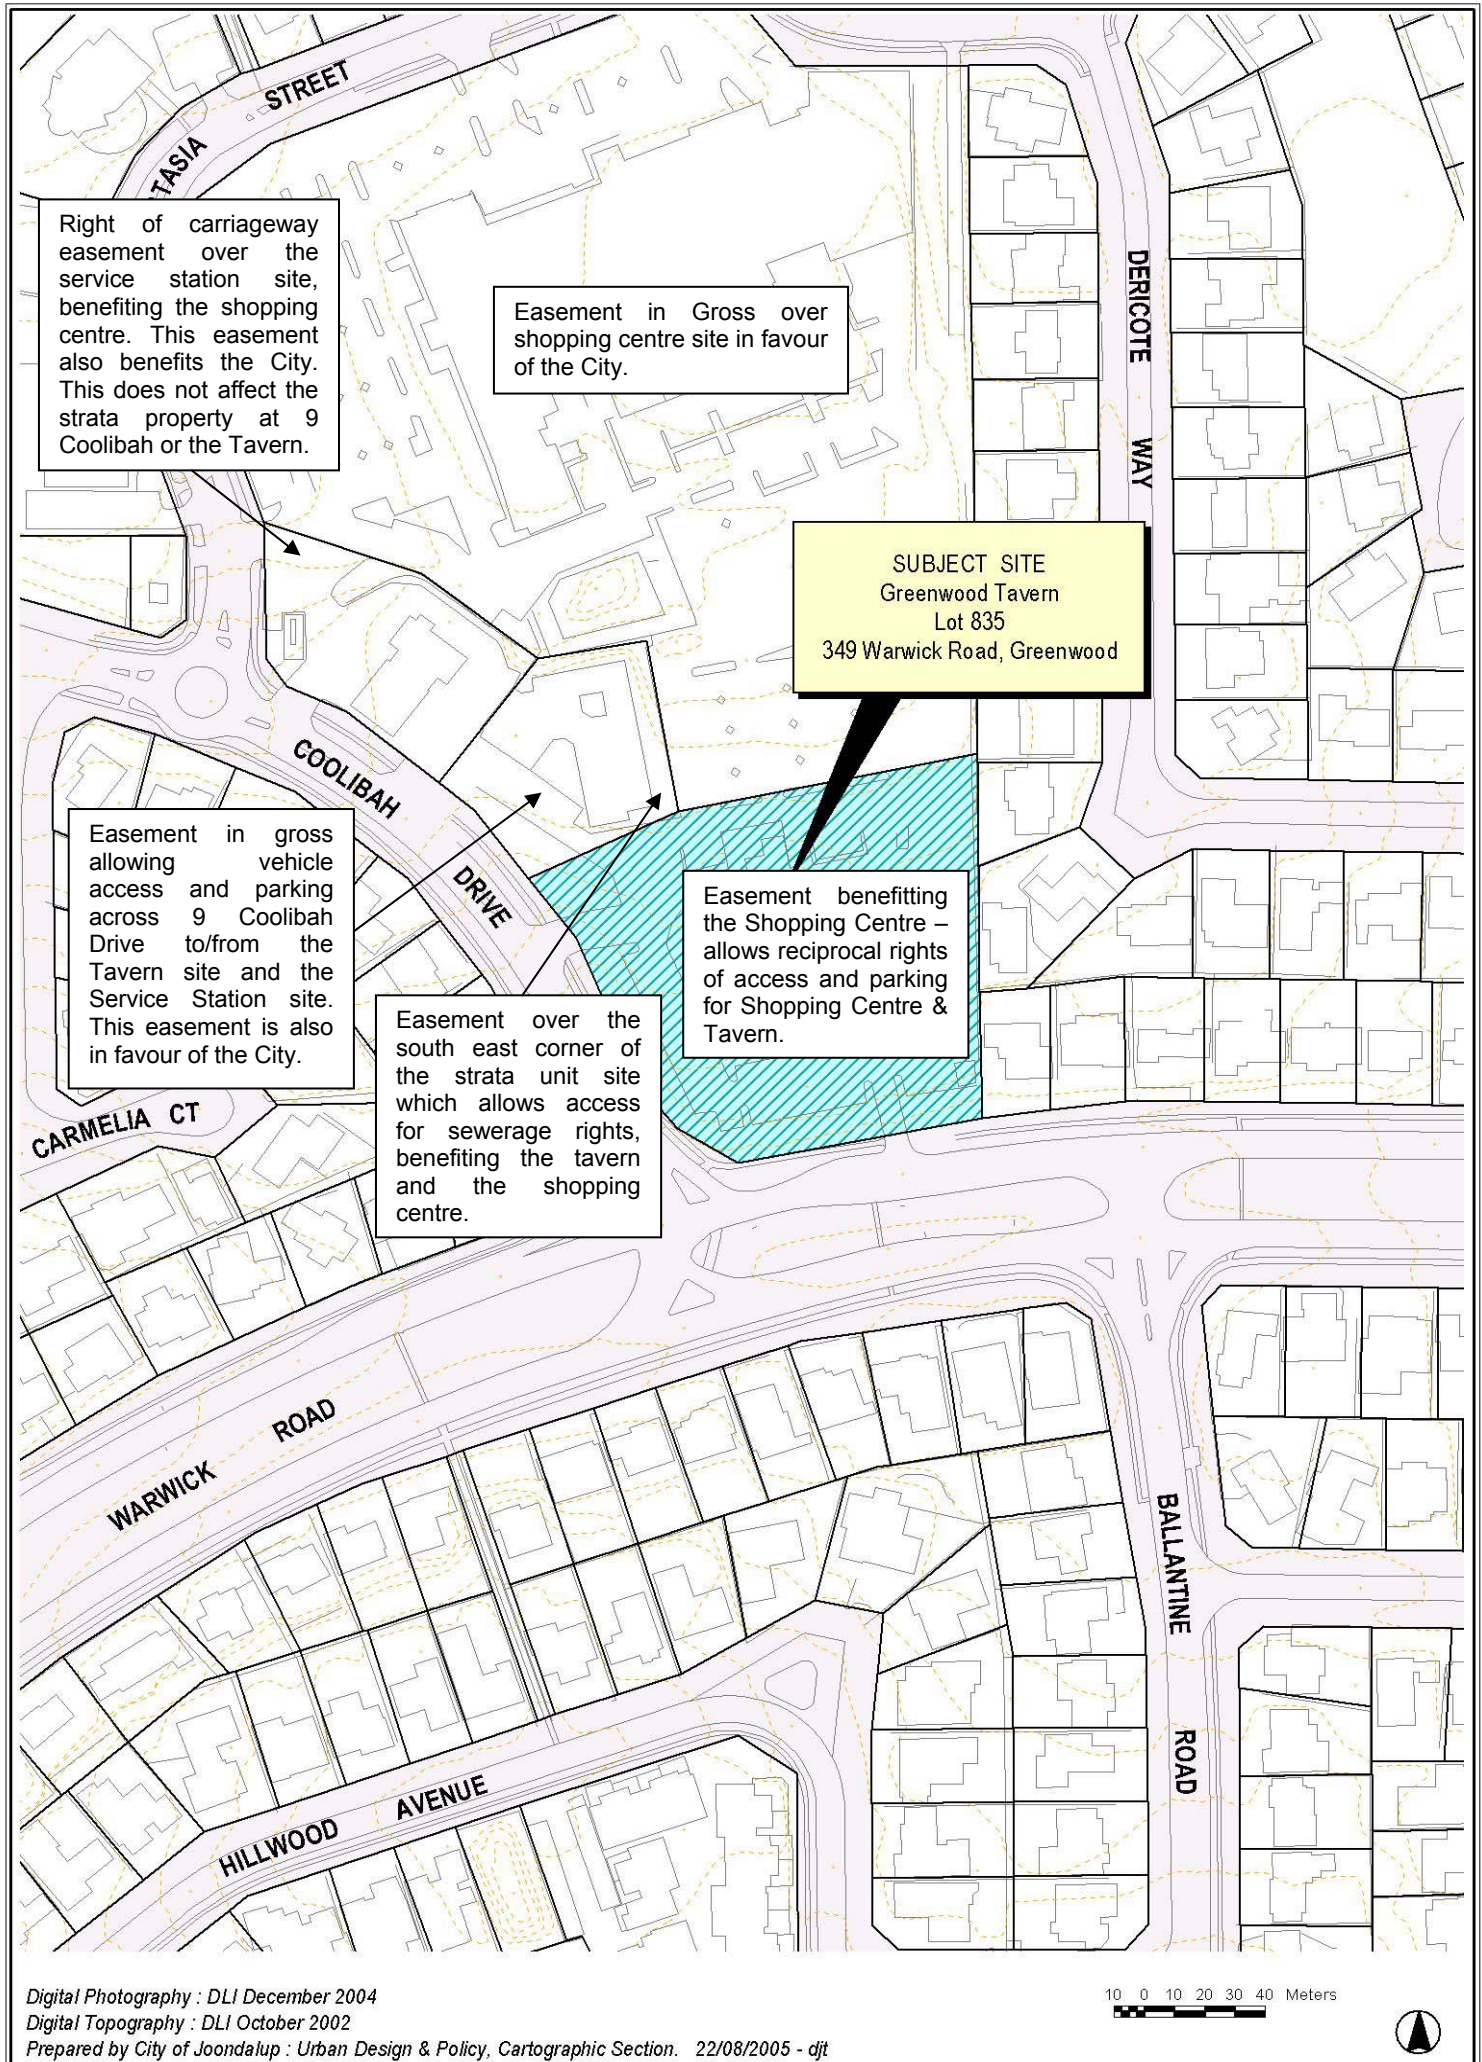 STREET
TASIA
Right of carriageway
easement over the
service station site,
benefiting the shopping
centre. This easement
also benefits the City.
This does not affect the
strata property at 9
Coolibah or the Tavern.
Easement in Gross over
shopping centre site in favour
of the City.
DERICOTE WAY
SUBJECT SITE
Greenwood Tavern
Lot 835
349 Warwick Road, Greenwood
COOLIBAH
DRIVE
Easement in gross
allowing vehicle
access and parking
across 9 Coolibah
Drive to/from the
Tavern site and the
Service Station site.
This easement is also
in favour of the City.
Easement benefitting
the Shopping Centre –
allows reciprocal rights
of access and parking
for Shopping Centre &
Tavern.
Easement over the
south east corner of
the strata unit site
which allows access
for sewerage rights,
benefiting the tavern
and the shopping
centre.
CARMELIA CT
WARWICK ROAD
BALLANTINE ROAD
HILLWOOD AVENUE
Digital Photography : DLI December 2004
Digital Topography : DLI October 2002
Prepared by City of Joondalup : Urban Design & Policy, Cartographic Section. 22/08/2005 - djt
10 0 10 20 30 40 Meters